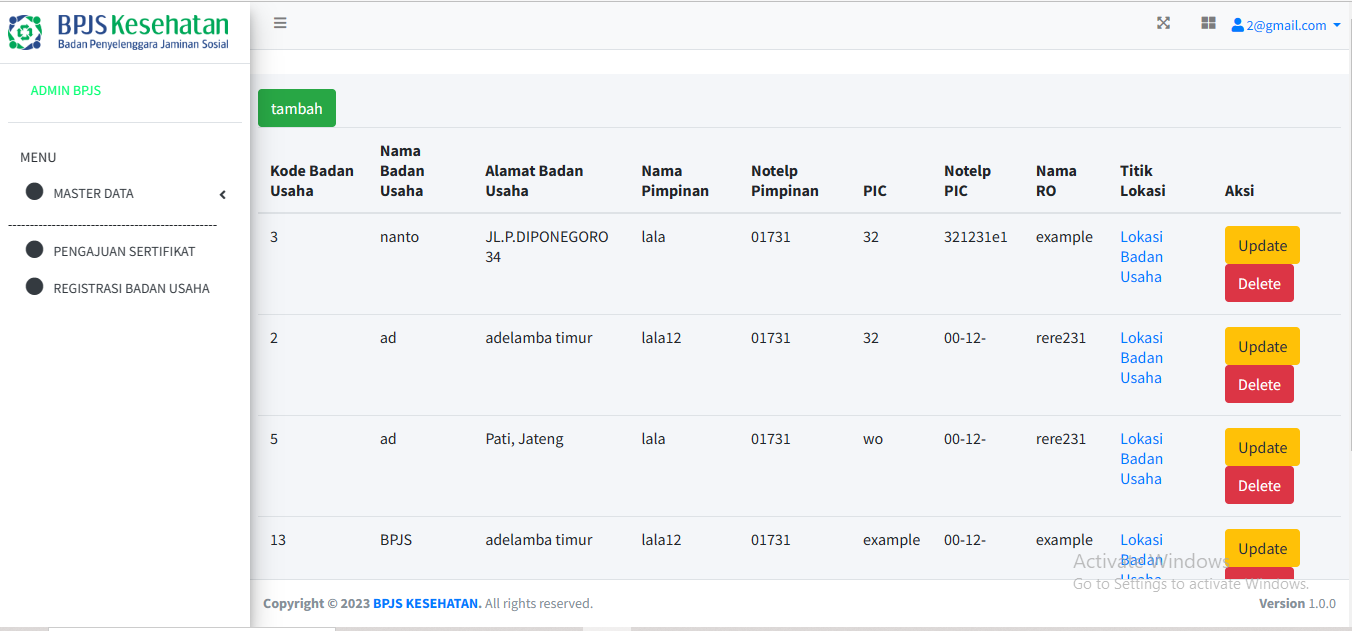 BPJS Kesehatan
Badan Penyelenggara Jaminan Sosial
2@gmail.com
ADMIN BPJS
MENU
MASTER DATA
------------------------------------------------
PENGAJUAN SERTIFIKAT
REGISTRASI BADAN USAHA
tambah
Kode Badan Usaha
Nama Badan Usaha
Alamat Badan Usaha
Nama Pimpinan
Notelp Pimpinan
PIC
Notelp PIC
Nama RO
Titik Lokasi
Aksi
3 nanto JL.P.DIPONEGORO 34 lala 01731 32 321231e1 example Lokasi Badan Usaha Update
Delete
2 ad adelamba timur lala12 01731 32 00-12- rere231 Lokasi Badan Usaha Update
Delete
5 ad Pati, Jateng lala 01731 wo 00-12- rere231 Lokasi Badan Usaha Update
Delete
13 BPJS adelamba timur lala12 01731 example 00-12- example Lokasi Badan Usaha Update
Activate Windows
Go to Settings to activate Windows.
Copyright © 2023 BPJS KESEHATAN. All rights reserved.
Version 1.0.0